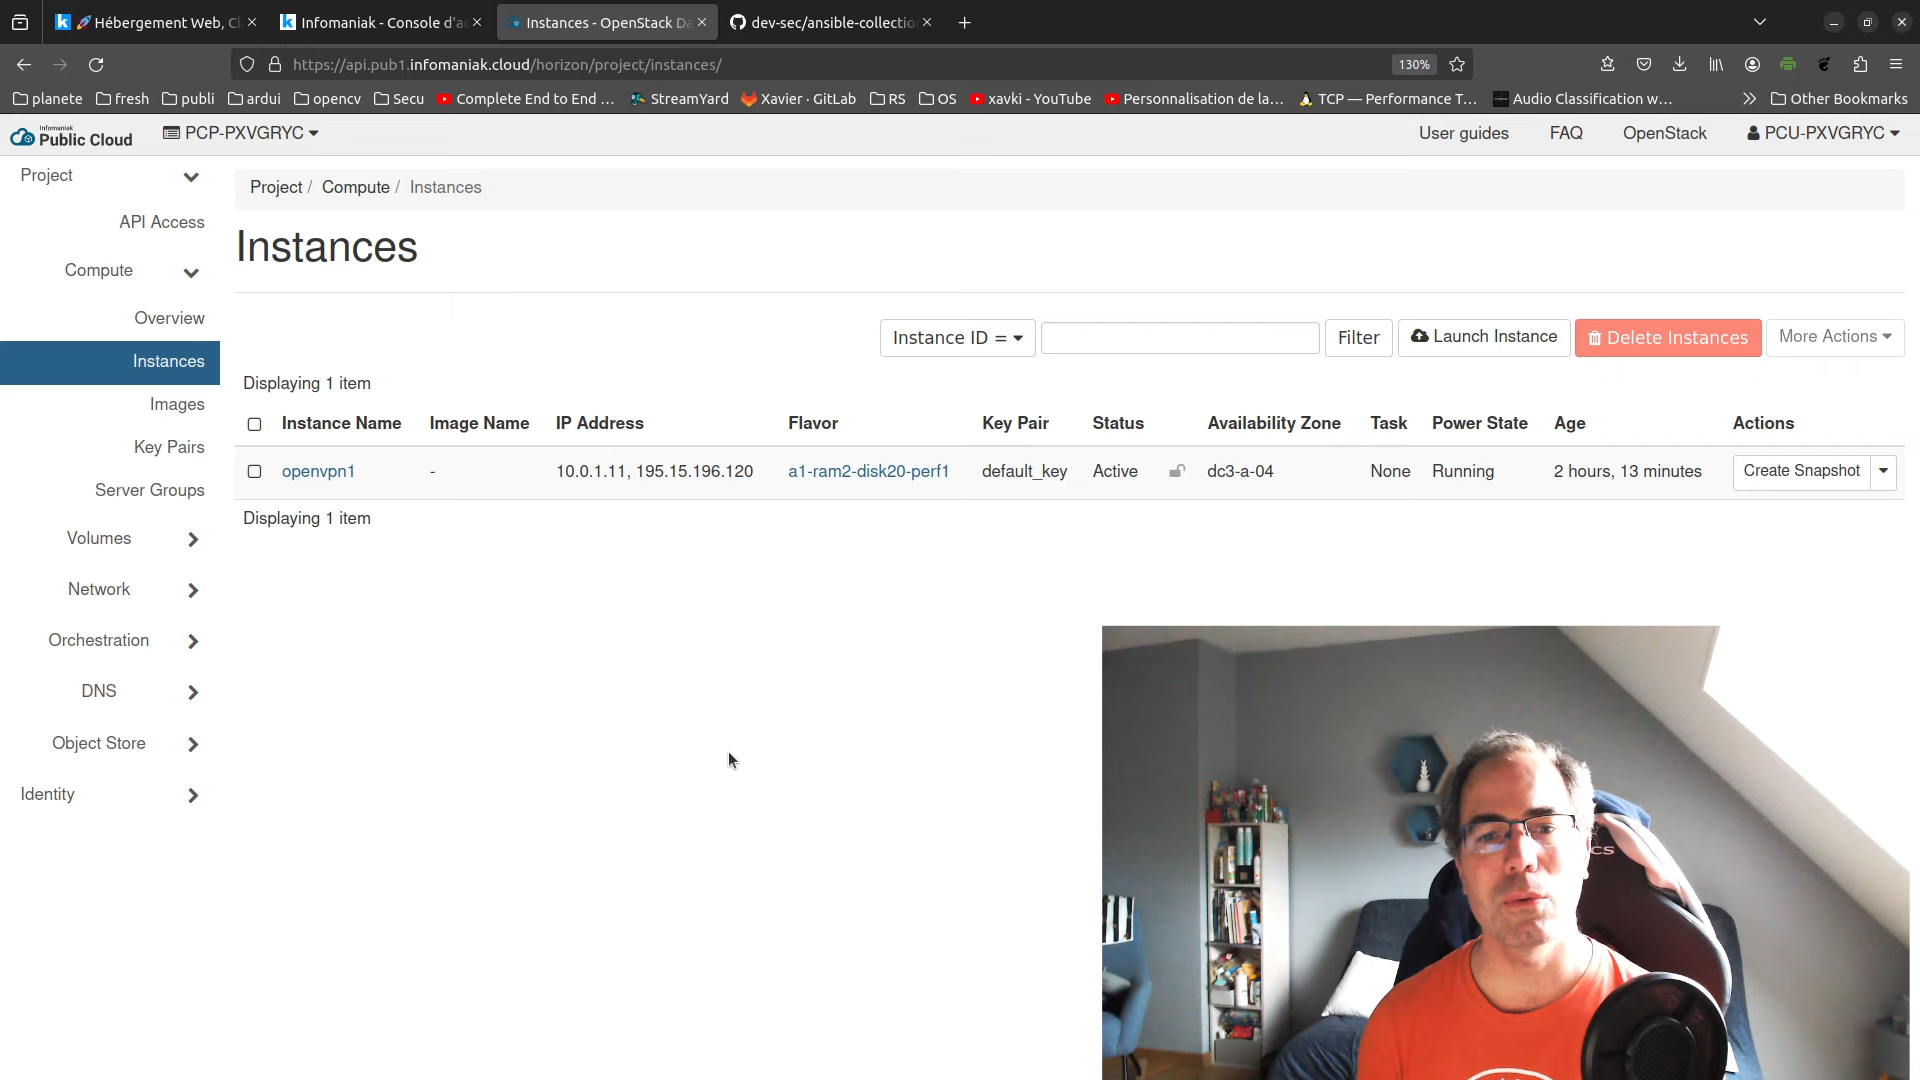 🚀 Hébergement Web, Cl
Infomaniak - Console d'a
Instances - OpenStack Da
dev-sec/ansible-collectio
https://api.pub1.infomaniak.cloud/horizon/project/instances/
130%
planete
fresh
publi
ardui
opencv
Secu
Complete End to End ...
StreamYard
Xavier · GitLab
RS
OS
xavki - YouTube
Personnalisation de la...
TCP — Performance T...
Audio Classification w...
Other Bookmarks
infomaniak
Public Cloud
PCP-PXVGRYC
User guides
FAQ
OpenStack
PCU-PXVGRYC
Project
API Access
Compute
Overview
Instances
Images
Key Pairs
Server Groups
Volumes
Network
Orchestration
DNS
Object Store
Identity
Project / Compute / Instances
Instances
Instance ID =
Filter
Launch Instance
Delete Instances
More Actions
Displaying 1 item
Instance Name Image Name IP Address Flavor Key Pair Status Availability Zone Task Power State Age Actions
openvpn1 - 10.0.1.11, 195.15.196.120 a1-ram2-disk20-perf1 default_key Active dc3-a-04 None Running 2 hours, 13 minutes Create Snapshot
Displaying 1 item